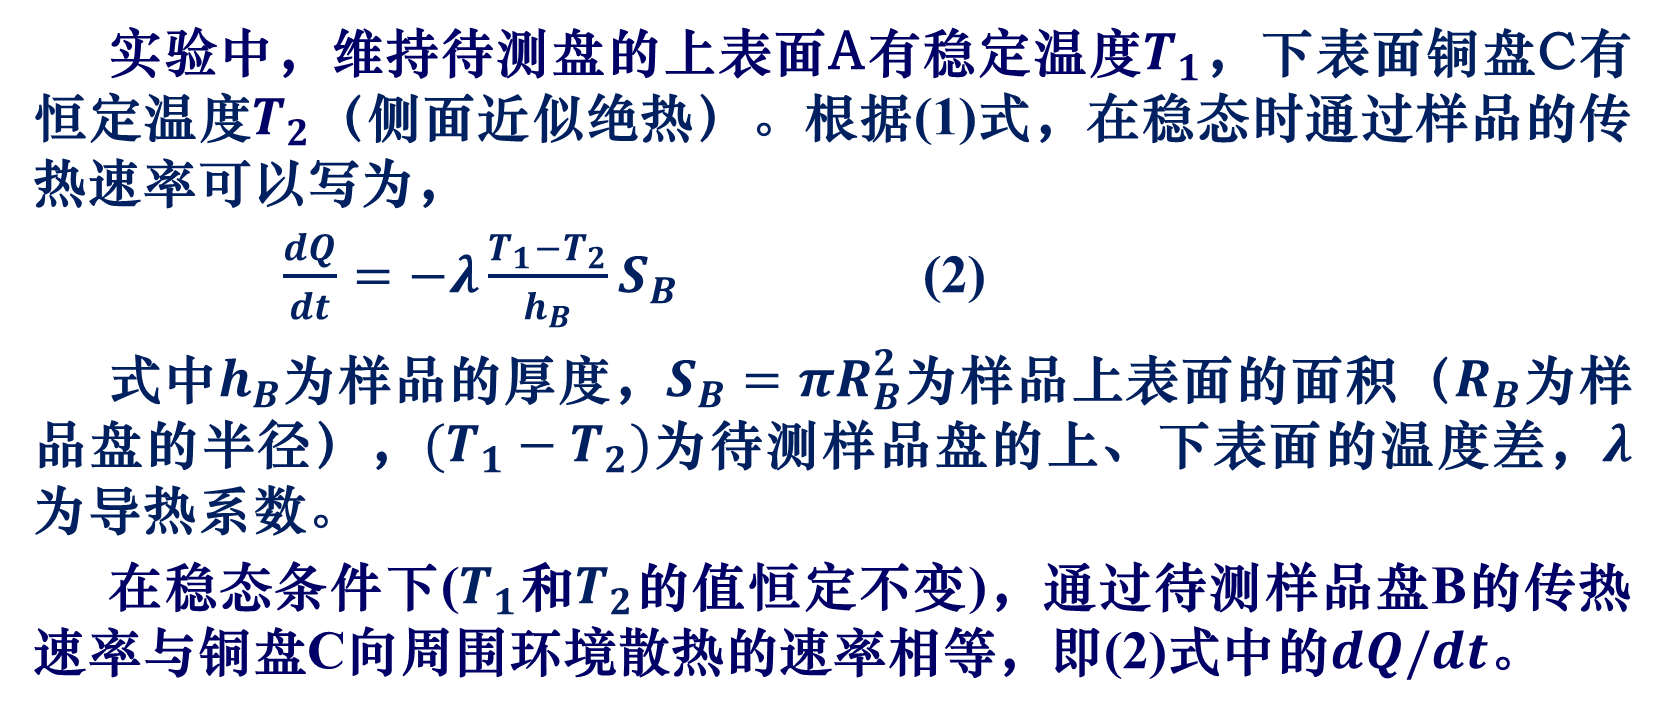 实验中，维持待测盘的上表面A有稳定温度T₁，下表面铜盘C有
恒定温度T₂（侧面近似绝热）。根据(1)式，在稳态时通过样品的传
热速率可以写为，
dQ/dt = −λ (T₁−T₂)/h_B S_B (2)
式中h_B为样品的厚度，S_B = πR_B²为样品上表面的面积（R_B为样
品盘的半径），(T₁ − T₂)为待测样品盘的上、下表面的温度差，λ
为导热系数。
在稳态条件下(T₁和T₂的值恒定不变)，通过待测样品盘B的传热
速率与铜盘C向周围环境散热的速率相等，即(2)式中的dQ/dt。